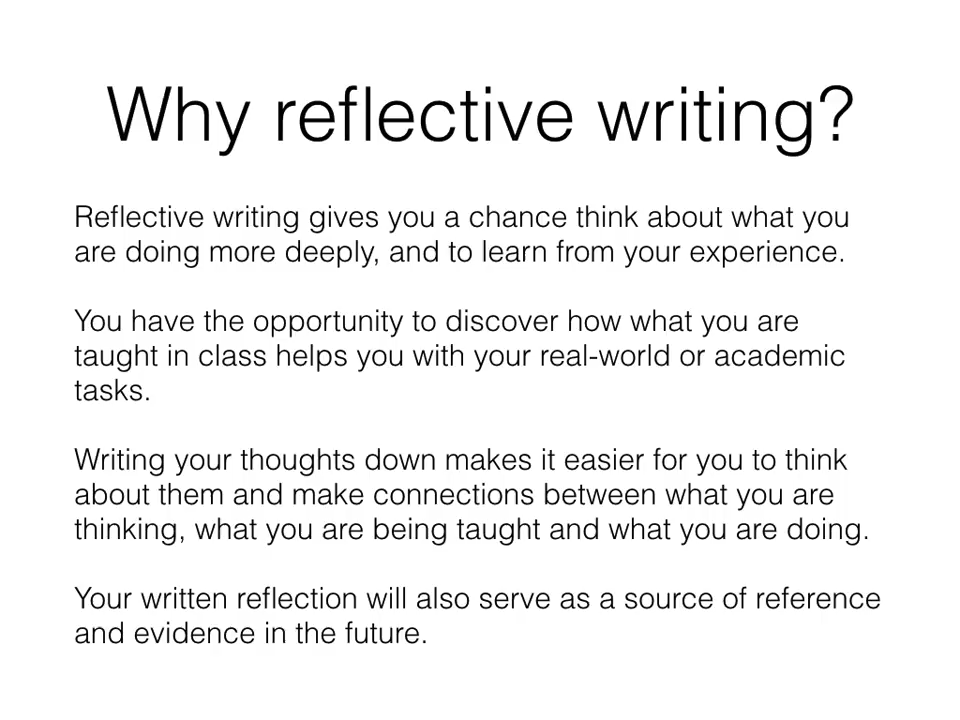 Why reflective writing?
Reflective writing gives you a chance think about what you
are doing more deeply, and to learn from your experience.
You have the opportunity to discover how what you are
taught in class helps you with your real-world or academic
tasks.
Writing your thoughts down makes it easier for you to think
about them and make connections between what you are
thinking, what you are being taught and what you are doing.
Your written reflection will also serve as a source of reference
and evidence in the future.